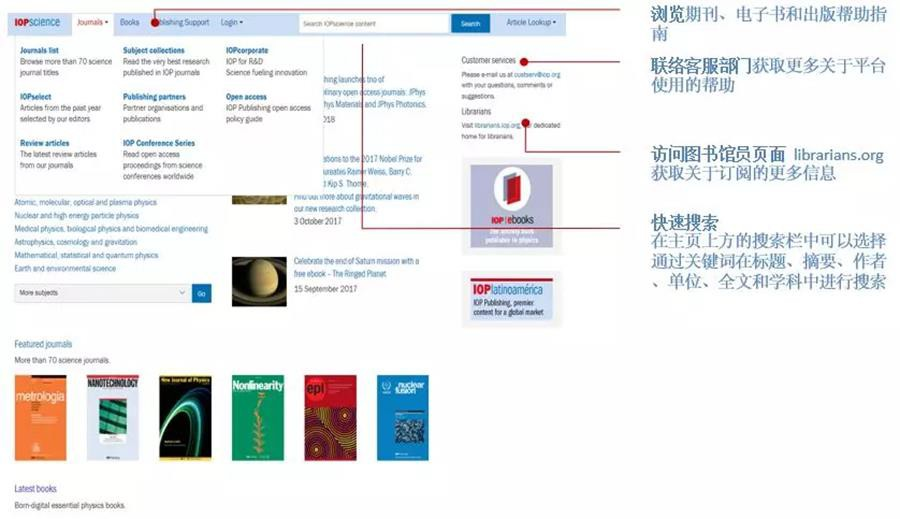 IOPscience
Journals
Books
Publishing Support
Login
Search IOPscience content
Search
Article Lookup
Journals list
Browse more than 70 science
journal titles
Subject collections
Read the very best research
published in IOP journals
IOPcorporate
IOP for R&D
Science fueling innovation
IOPselect
Articles from the past year
selected by our editors
Publishing partners
Partner organisations and
publications
Open access
IOP Publishing open access
policy guide
Review articles
The latest review articles
from our journals
IOP Conference Series
Read open access
proceedings from science
conferences worldwide
Atomic, molecular, optical and plasma physics
Nuclear and high energy particle physics
Medical physics, biological physics and biomedical engineering
Astrophysics, cosmology and gravitation
Mathematical, statistical and quantum physics
Earth and environmental science
More subjects
Go
hing launches tno of
plinary open access journals: JPhys
hys Materials and JPhys Photonics.
018
ations to the 2017 Nobel Prize for
aureates Rainer Weiss, Barry C.
d Kip S. Thorne.
Find out more about gravitational waves in
our new research collection.
3 October 2017
Celebrate the end of Saturn mission with a
free ebook – The Ringed Planet
15 September 2017
Customer services
Please e-mail us at custserv@iop.org
with your questions, comments or
suggestions.
Librarians
Visit librarians.iop.org, dedicated
home for librarians.
IOP ebooks
publisher in physics
IOP latinoamérica
IOP Publishing, premier
content for a global market
Featured journals
More than 70 science journals.
metrologia
NANOTECHNOLOGY
New Journal of Physics
Nonlinearity
epl
nuclear
fusion
Latest books
Born-digital essential physics books.
浏览期刊、电子书和出版帮助指
南
联络客服部门获取更多关于平台
使用的帮助
访问图书馆员页面 librarians.org
获取关于订阅的更多信息
快速搜索
在主页上方的搜索栏中可以选择
通过关键词在标题、摘要、作者
、单位、全文和学科中进行搜索